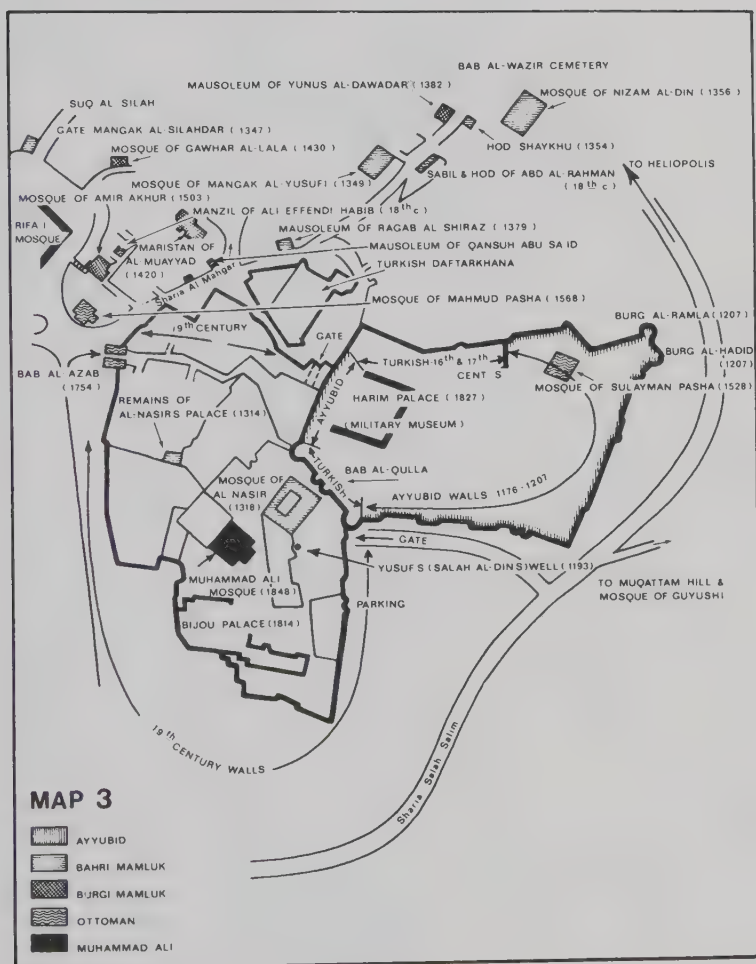 BAB AL-WAZIR CEMETERY
MAUSOLEUM OF YUNUS AL-DAWADAR (1382)
MOSQUE OF NIZAM AL-DIN (1356)
SUQ AL SILAH
GATE MANGAK AL-SILAHDAR (1347)
HOD SHAYKHU (1354)
MOSQUE OF GAWHAR AL-LALA (1430)
TO HELIOPOLIS
MOSQUE OF MANGAK AL-YUSUFI (1349)
SABIL & HOD OF ABD AL-RAHMAN
(18th c)
MOSQUE OF AMIR AKHUR (1503)
MANZIL OF ALI EFFENDI HABIB (18th c)
RIFA I
MOSQUE
MARISTAN OF
AL MUAYYAD
(1420)
MAUSOLEUM OF RAGAB AL SHIRAZ (1379)
MAUSOLEUM OF QANSUH ABU SA ID
TURKISH DAFTARKHANA
Sharia Al Mahgar
MOSQUE OF MAHMUD PASHA (1568)
19th CENTURY
BURG AL-RAMLA (1207)
GATE
BURG AL-HADID
(1207)
BAB AL AZAB
(1754)
TURKISH-16th & 17th
CENT S
MOSQUE OF SULAYMAN PASHA (1528)
AYYUBID
HARIM PALACE (1827)
(MILITARY MUSEUM)
REMAINS OF
AL-NASIR'S PALACE (1314)
TURKISH
BAB AL-QULLA
MOSQUE OF
AL NASIR
(1318)
AYYUBID WALLS 1176-1207
GATE
YUSUF S (SALAH AL-DIN S) WELL (1193)
MUHAMMAD ALI
MOSQUE (1848)
TO MUQATTAM HILL &
MOSQUE OF GUYUSHI
PARKING
BIJOU PALACE (1814)
19th CENTURY WALLS
Sharia Salah Salim
MAP 3
AYYUBID
BAHRI MAMLUK
BURGI MAMLUK
OTTOMAN
MUHAMMAD ALI